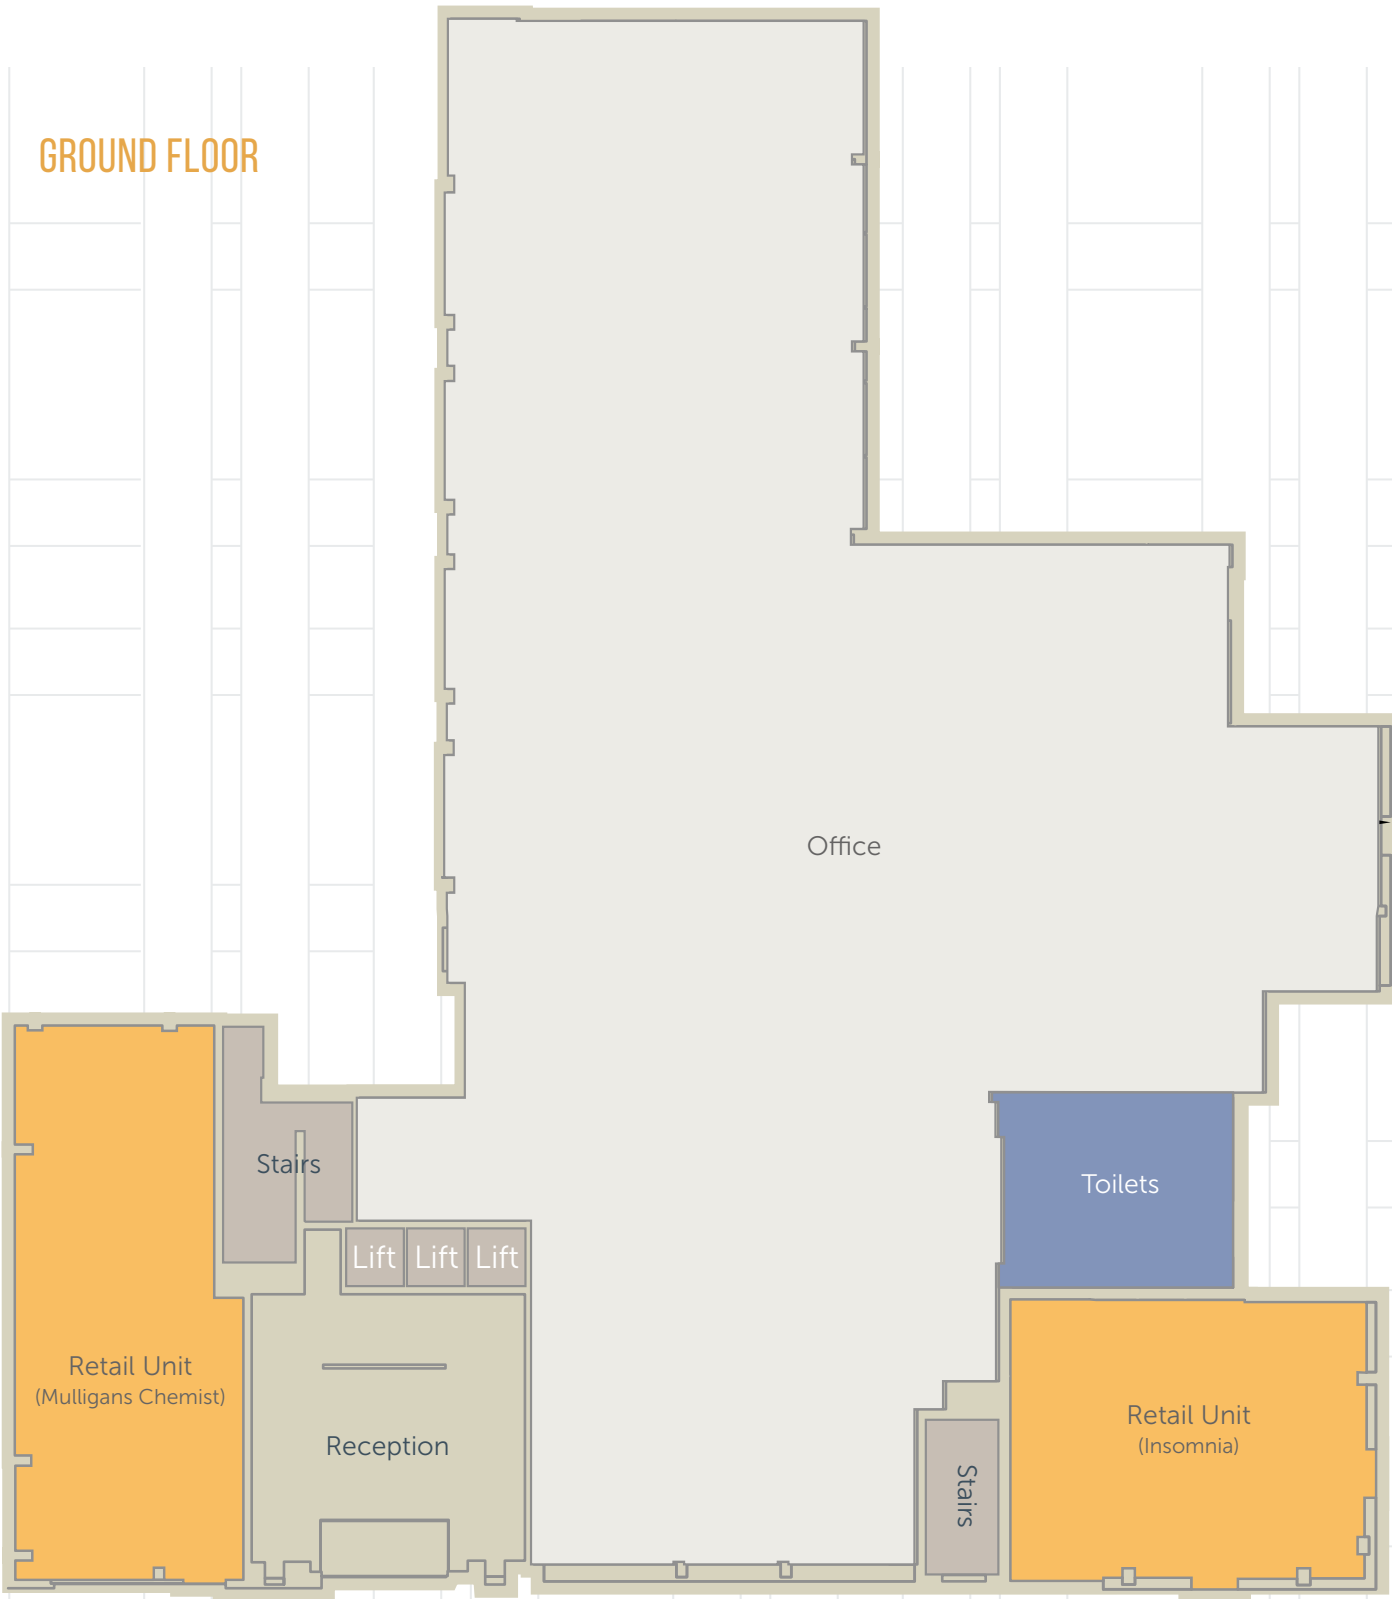 GROUND FLOOR
Office
Stairs
Toilets
Lift
Lift
Lift
Retail Unit
(Mulligans Chemist)
Reception
Retail Unit
(Insomnia)
Stairs